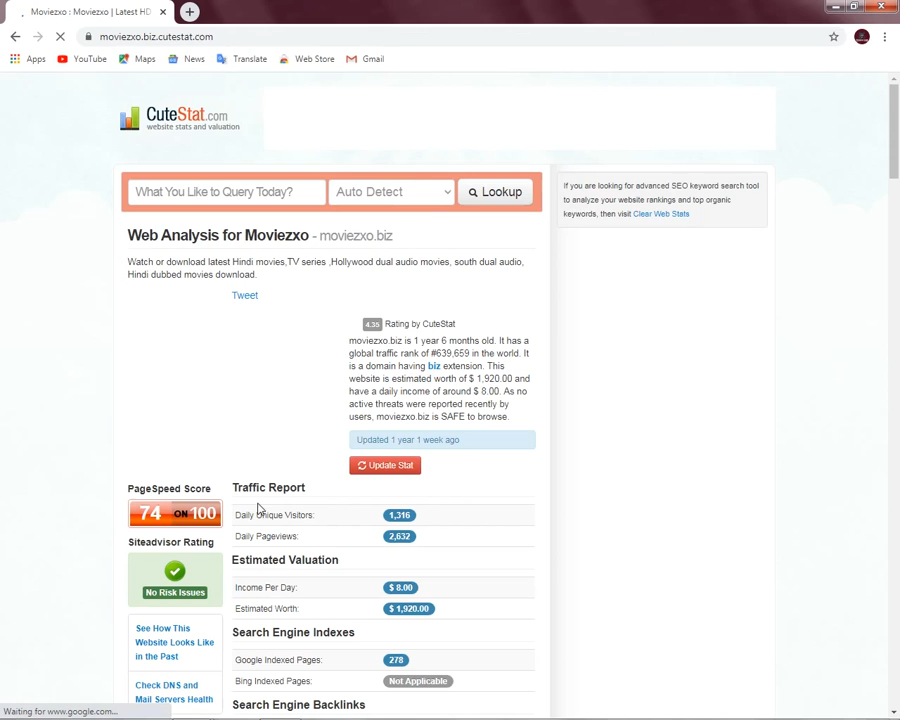 Moviezxo : Moviezxo | Latest HD
moviezxo.biz.cutestat.com
Apps YouTube Maps News Translate Web Store Gmail
CuteStat.com
website stats and valuation
What You Like to Query Today? Auto Detect Lookup
If you are looking for advanced SEO keyword search tool
to analyze your website rankings and top organic
keywords, then visit Clear Web Stats
Web Analysis for Moviezxo - moviezxo.biz
Watch or download latest Hindi movies,TV series ,Hollywood dual audio movies, south dual audio,
Hindi dubbed movies download.
Tweet
4.35 Rating by CuteStat
moviezxo.biz is 1 year 6 months old. It has a
global traffic rank of #639,659 in the world. It
is a domain having biz extension. This
website is estimated worth of $ 1,920.00 and
have a daily income of around $ 8.00. As no
active threats were reported recently by
users, moviezxo.biz is SAFE to browse.
Updated 1 year 1 week ago
Update Stat
PageSpeed Score
74 ON 100
Siteadvisor Rating
No Risk Issues
See How This
Website Looks Like
in the Past
Check DNS and
Mail Servers Health
Traffic Report
Daily Unique Visitors: 1,316
Daily Pageviews: 2,632
Estimated Valuation
Income Per Day: $ 8.00
Estimated Worth: $ 1,920.00
Search Engine Indexes
Google Indexed Pages: 278
Bing Indexed Pages: Not Applicable
Search Engine Backlinks
Waiting for www.google.com...